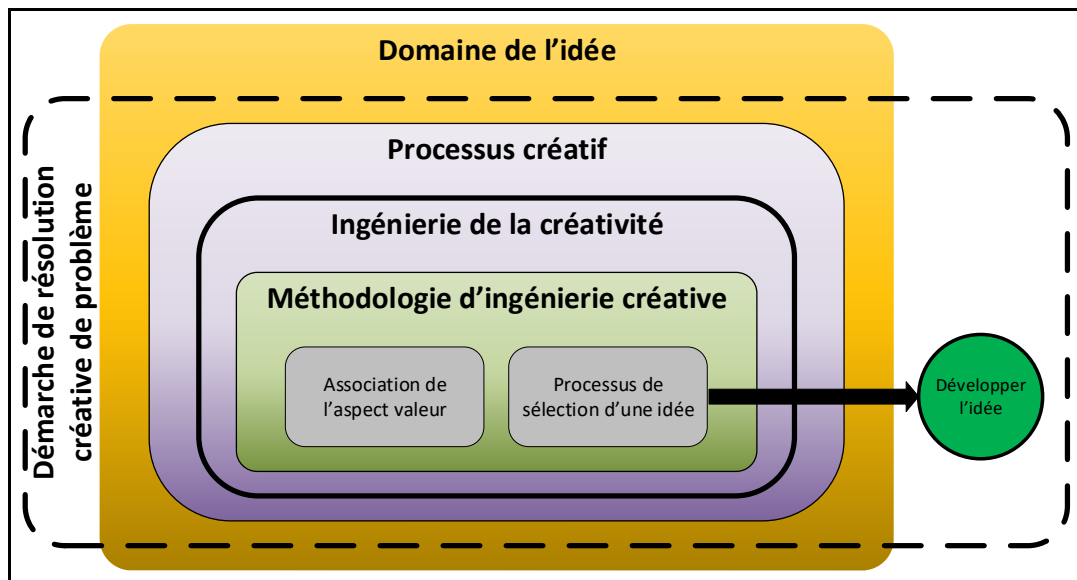 Domaine de l’idée
Démarche de résolution
créative de problème
Processus créatif
Ingénierie de la créativité
Méthodologie d’ingénierie créative
Association de
l’aspect valeur
Processus de
sélection d’une idée
Développer
l’idée